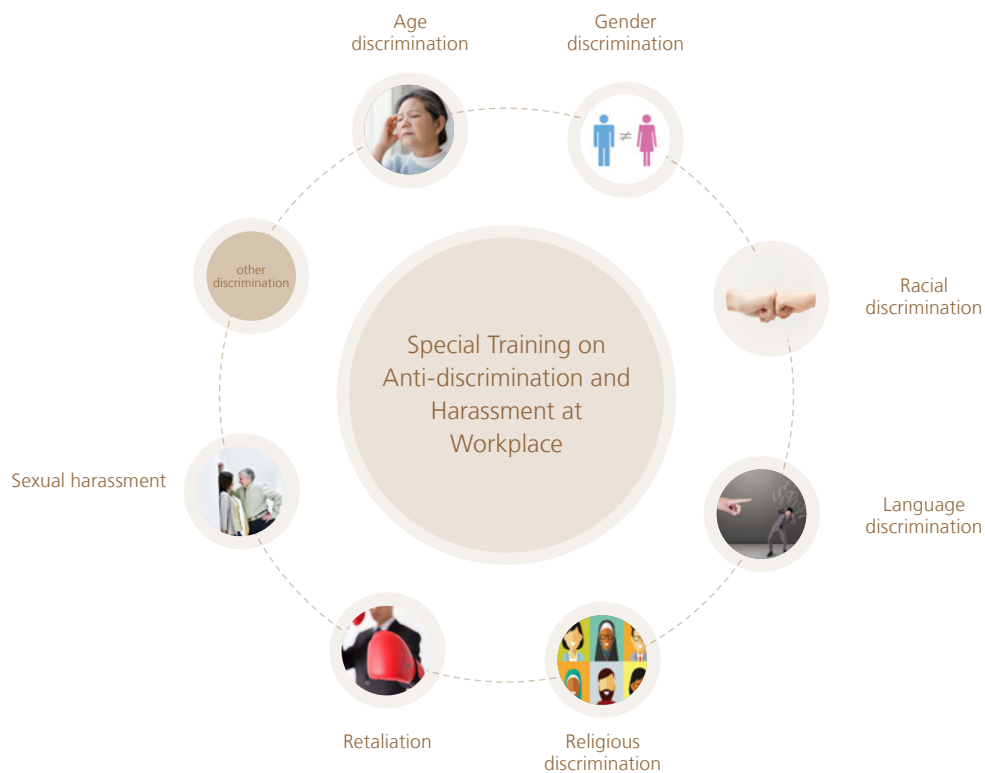 Age
discrimination
Gender
discrimination
other
discrimination
Racial
discrimination
Special Training on
Anti-discrimination and
Harassment at
Workplace
Sexual harassment
Language
discrimination
Retaliation
Religious
discrimination